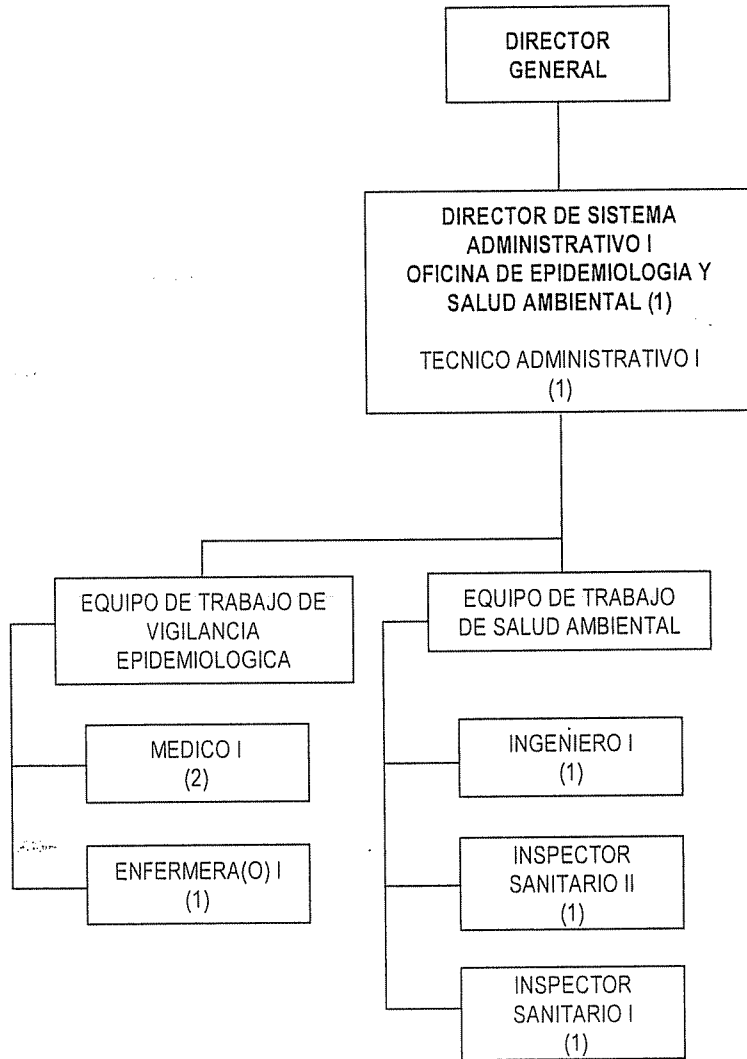 DIRECTOR
GENERAL
DIRECTOR DE SISTEMA
ADMINISTRATIVO I
OFICINA DE EPIDEMIOLOGIA Y
SALUD AMBIENTAL (1)
TECNICO ADMINISTRATIVO I
(1)
EQUIPO DE TRABAJO DE
VIGILANCIA
EPIDEMIOLOGICA
MEDICO I
(2)
ENFERMERA(O) I
(1)
EQUIPO DE TRABAJO
DE SALUD AMBIENTAL
INGENIERO I
(1)
INSPECTOR
SANITARIO II
(1)
INSPECTOR
SANITARIO I
(1)